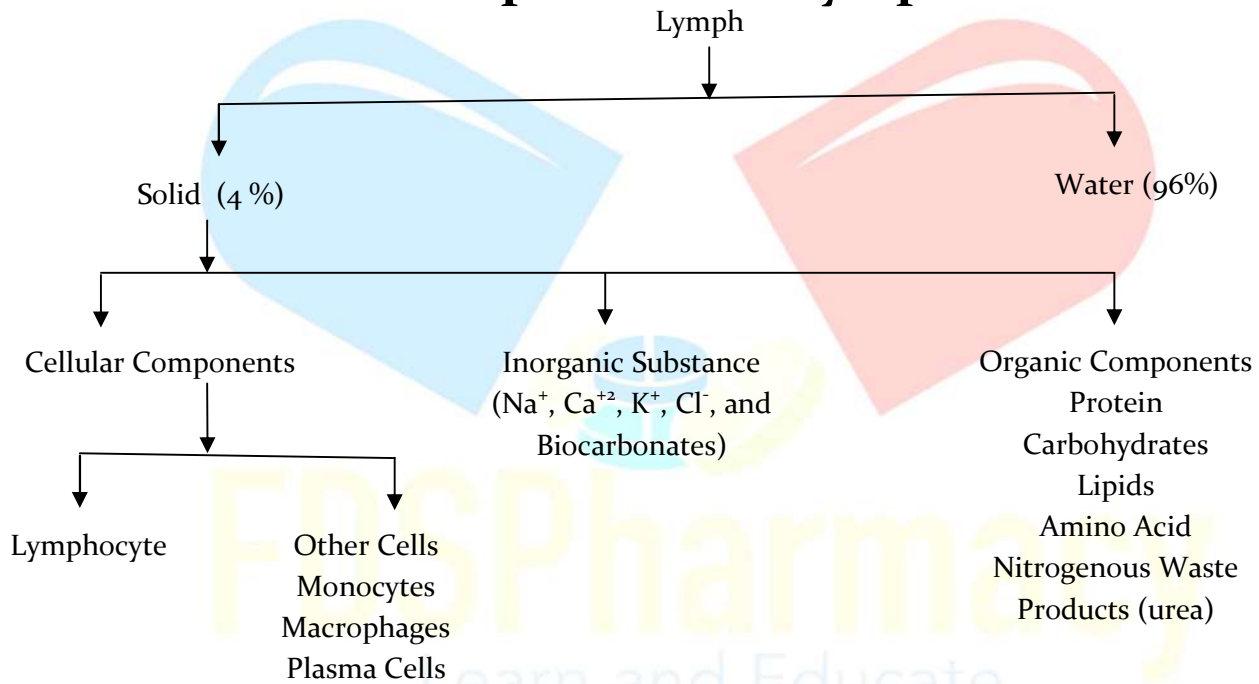 Lymph
Solid (4 %)
Water (96%)
Cellular Components
Inorganic Substance
(Na⁺, Ca⁺², K⁺, Cl⁻, and
Biocarbonates)
Organic Components
Protein
Carbohydrates
Lipids
Amino Acid
Nitrogenous Waste
Products (urea)
Lymphocyte
Other Cells
Monocytes
Macrophages
Plasma Cells
FDSPharmacy
Learn and Educate